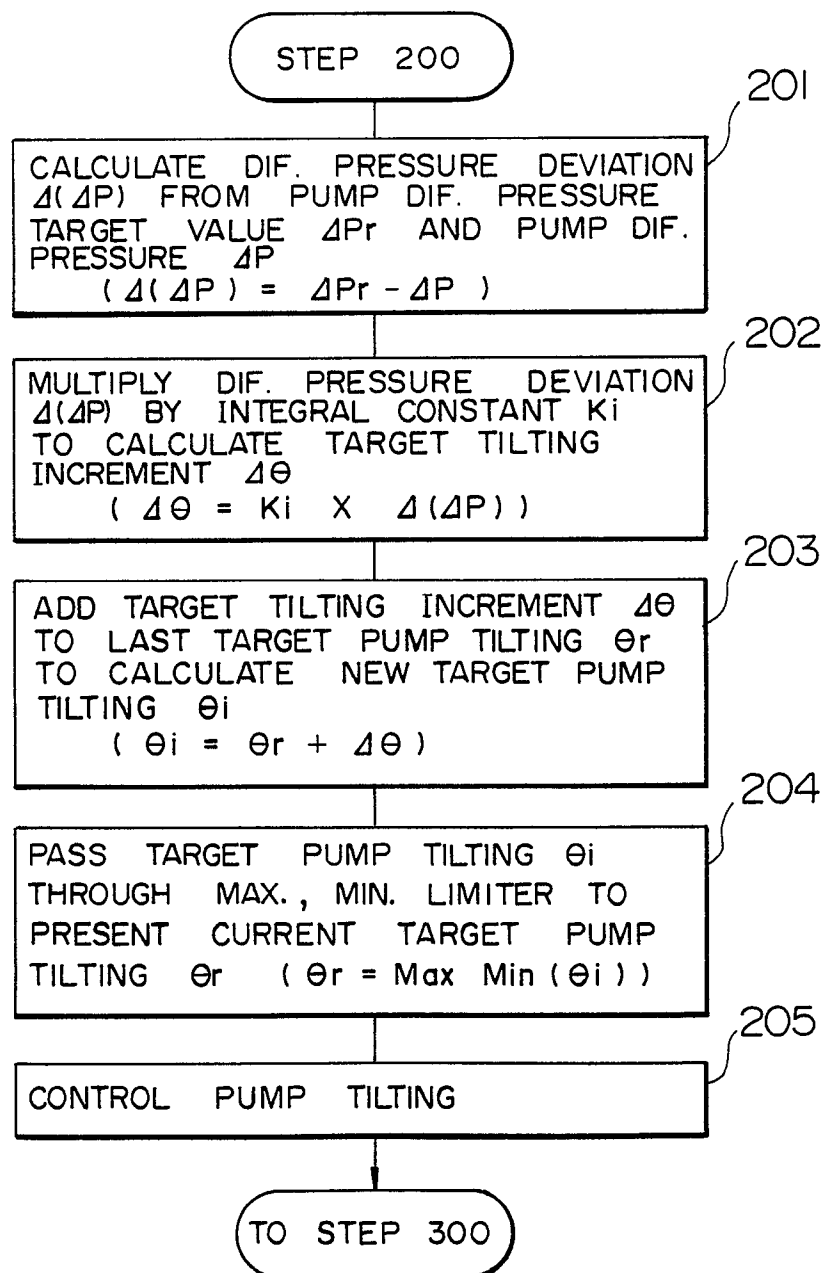 STEP 200
201
CALCULATE DIF. PRESSURE DEVIATION
Δ(ΔP) FROM PUMP DIF. PRESSURE
TARGET VALUE ΔPr AND PUMP DIF.
PRESSURE ΔP
( Δ(ΔP) = ΔPr - ΔP )
202
MULTIPLY DIF. PRESSURE DEVIATION
Δ(ΔP) BY INTEGRAL CONSTANT Ki
TO CALCULATE TARGET TILTING
INCREMENT Δθ
( Δθ = Ki X Δ(ΔP) )
203
ADD TARGET TILTING INCREMENT Δθ
TO LAST TARGET PUMP TILTING θr
TO CALCULATE NEW TARGET PUMP
TILTING θi
( θi = θr + Δθ )
204
PASS TARGET PUMP TILTING θi
THROUGH MAX., MIN. LIMITER TO
PRESENT CURRENT TARGET PUMP
TILTING θr ( θr = Max Min (θi) )
205
CONTROL PUMP TILTING
TO STEP 300